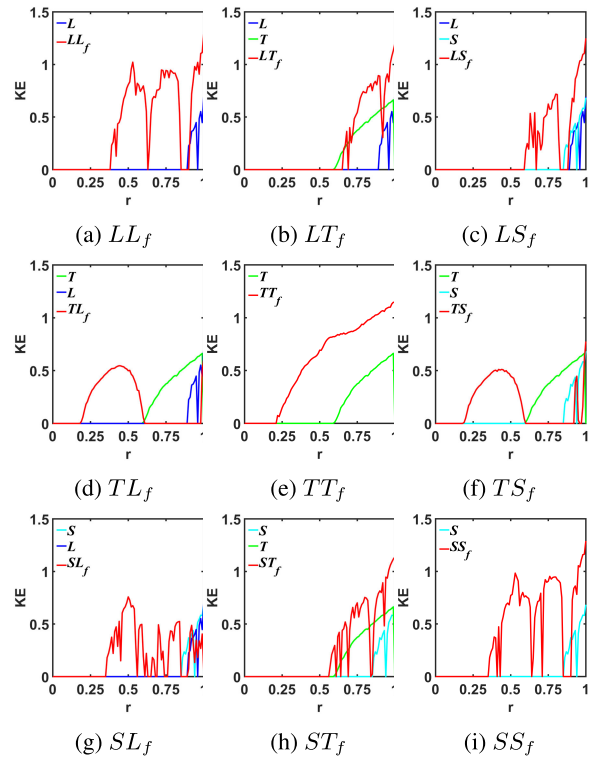 1.5 L LL_f 1 KE 0.5 0 0 0.25 0.5 0.75 1 r
1.5 L T LT_f 1 KE 0.5 0 0 0.25 0.5 0.75 1 r
1.5 L S LS_f 1 KE 0.5 0 0 0.25 0.5 0.75 1 r
(a) LL_f (b) LT_f (c) LS_f
1.5 T L TL_f 1 KE 0.5 0 0 0.25 0.5 0.75 1 r
1.5 T TT_f 1 KE 0.5 0 0 0.25 0.5 0.75 1 r
1.5 T S TS_f 1 KE 0.5 0 0 0.25 0.5 0.75 1 r
(d) TL_f (e) TT_f (f) TS_f
1.5 S L SL_f 1 KE 0.5 0 0 0.25 0.5 0.75 1 r
1.5 S T ST_f 1 KE 0.5 0 0 0.25 0.5 0.75 1 r
1.5 S SS_f 1 KE 0.5 0 0 0.25 0.5 0.75 1 r
(g) SL_f (h) ST_f (i) SS_f